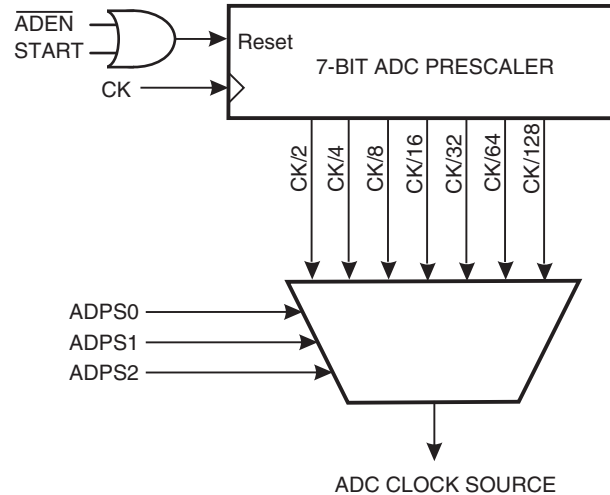 ADEN
START
Reset
7-BIT ADC PRESCALER
CK
CK/2
CK/4
CK/8
CK/16
CK/32
CK/64
CK/128
ADPS0
ADPS1
ADPS2
ADC CLOCK SOURCE